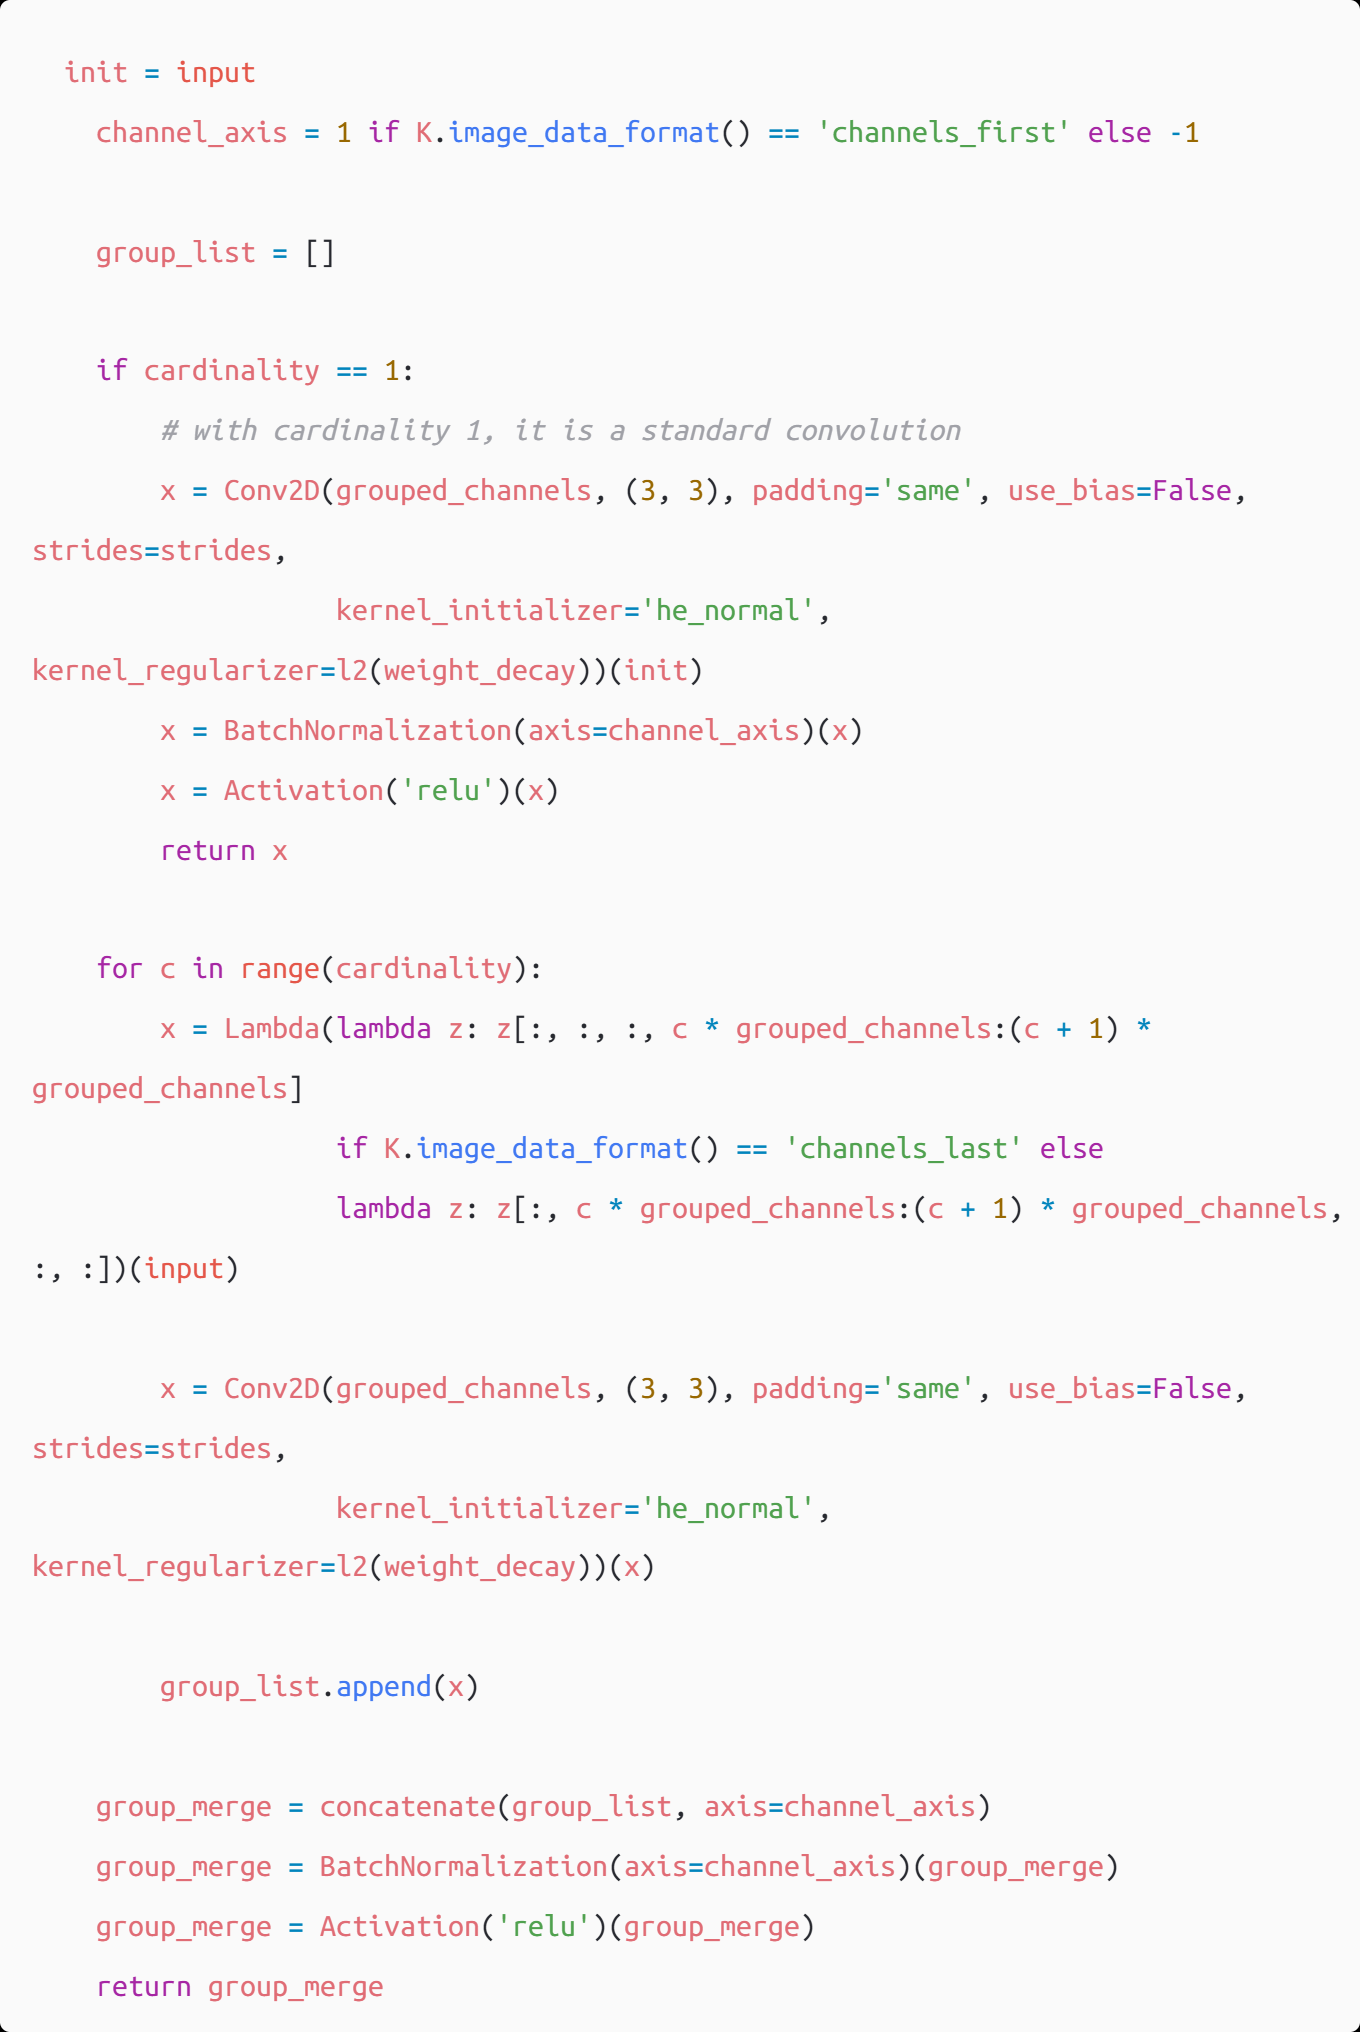 init = input
    channel_axis = 1 if K.image_data_format() == 'channels_first' else -1

    group_list = []

    if cardinality == 1:
        # with cardinality 1, it is a standard convolution
        x = Conv2D(grouped_channels, (3, 3), padding='same', use_bias=False,
strides=strides,
                   kernel_initializer='he_normal',
kernel_regularizer=l2(weight_decay))(init)
        x = BatchNormalization(axis=channel_axis)(x)
        x = Activation('relu')(x)
        return x

    for c in range(cardinality):
        x = Lambda(lambda z: z[:, :, :, c * grouped_channels:(c + 1) *
grouped_channels]
                   if K.image_data_format() == 'channels_last' else
                   lambda z: z[:, c * grouped_channels:(c + 1) * grouped_channels,
:, :])(input)

        x = Conv2D(grouped_channels, (3, 3), padding='same', use_bias=False,
strides=strides,
                   kernel_initializer='he_normal',
kernel_regularizer=l2(weight_decay))(x)

        group_list.append(x)

    group_merge = concatenate(group_list, axis=channel_axis)
    group_merge = BatchNormalization(axis=channel_axis)(group_merge)
    group_merge = Activation('relu')(group_merge)
    return group_merge